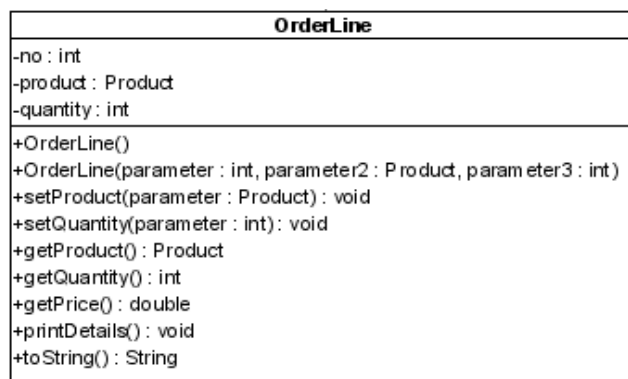 OrderLine
-no : int
-product : Product
-quantity : int
+OrderLine()
+OrderLine(parameter : int, parameter2 : Product, parameter3 : int)
+setProduct(parameter : Product) : void
+setQuantity(parameter : int) : void
+getProduct() : Product
+getQuantity() : int
+getPrice() : double
+printDetails() : void
+toString() : String